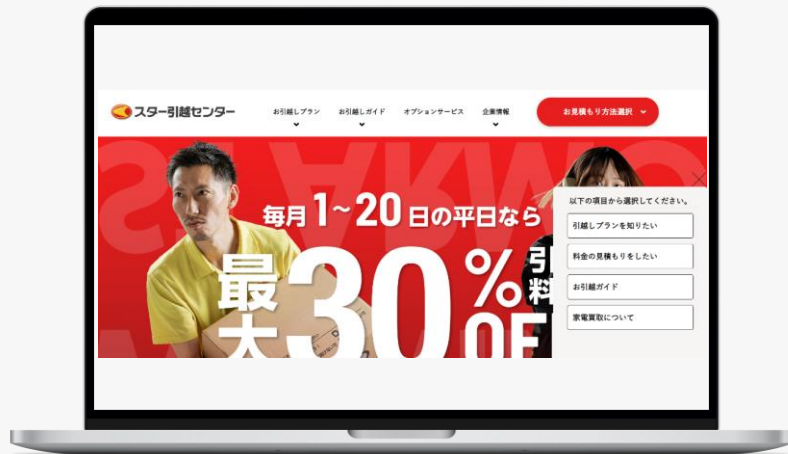 スター引越センター
お引越しプラン
お引越しガイド
オプションサービス
企業情報
お見積もり方法選択
毎月1~20日の平日なら
最大30%
OFF
以下の項目から選択してください。
引越しプランを知りたい
料金の見積もりをしたい
お引越ガイド
家電買取について